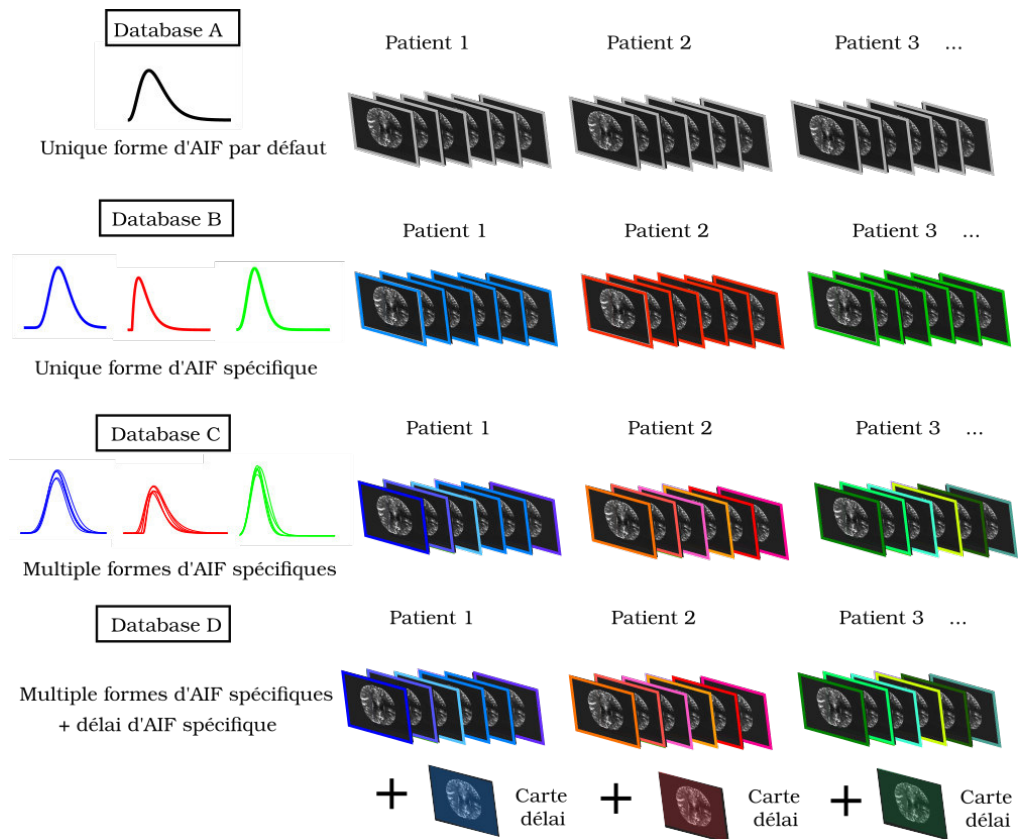 Database A
Patient 1
Patient 2
Patient 3 ...
Unique forme d'AIF par défaut
Database B
Patient 1
Patient 2
Patient 3 ...
Unique forme d'AIF spécifique
Database C
Patient 1
Patient 2
Patient 3 ...
Multiple formes d'AIF spécifiques
Database D
Patient 1
Patient 2
Patient 3 ...
Multiple formes d'AIF spécifiques
+ délai d'AIF spécifique
+
Carte
délai
+
Carte
délai
+
Carte
délai